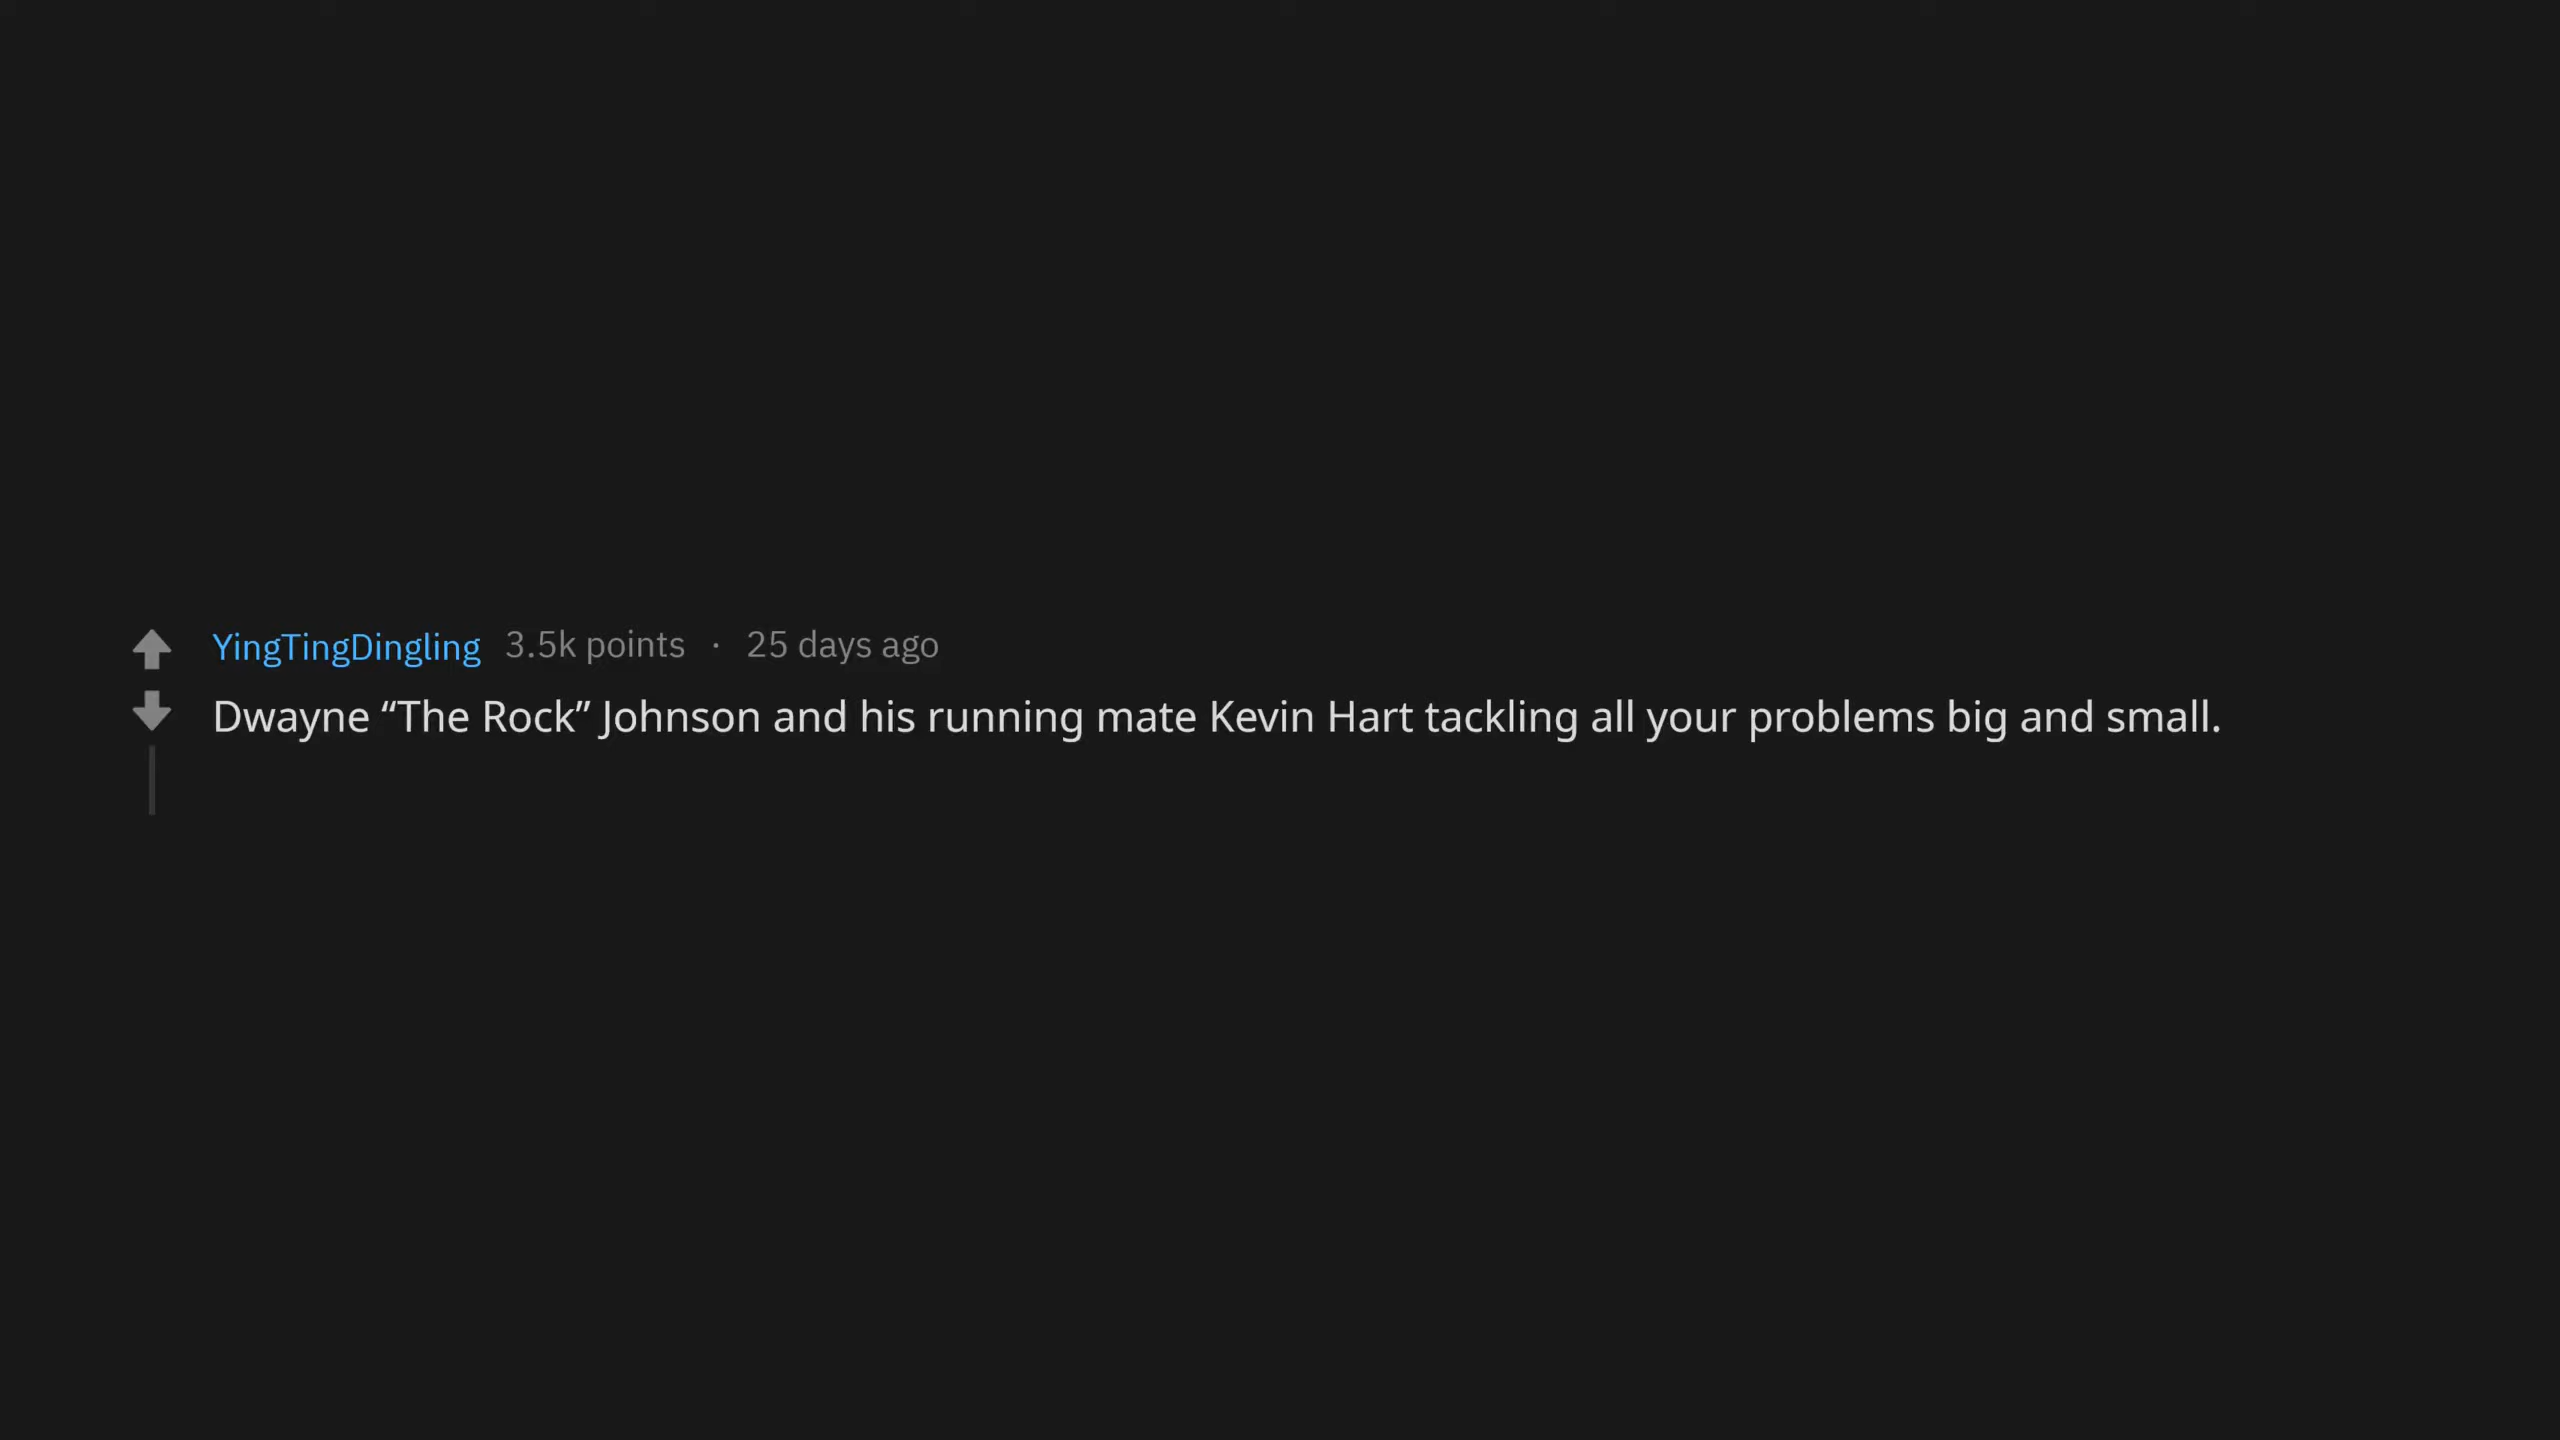 YingTingDingling 3.5k points · 25 days ago
Dwayne “The Rock” Johnson and his running mate Kevin Hart tackling all your problems big and small.